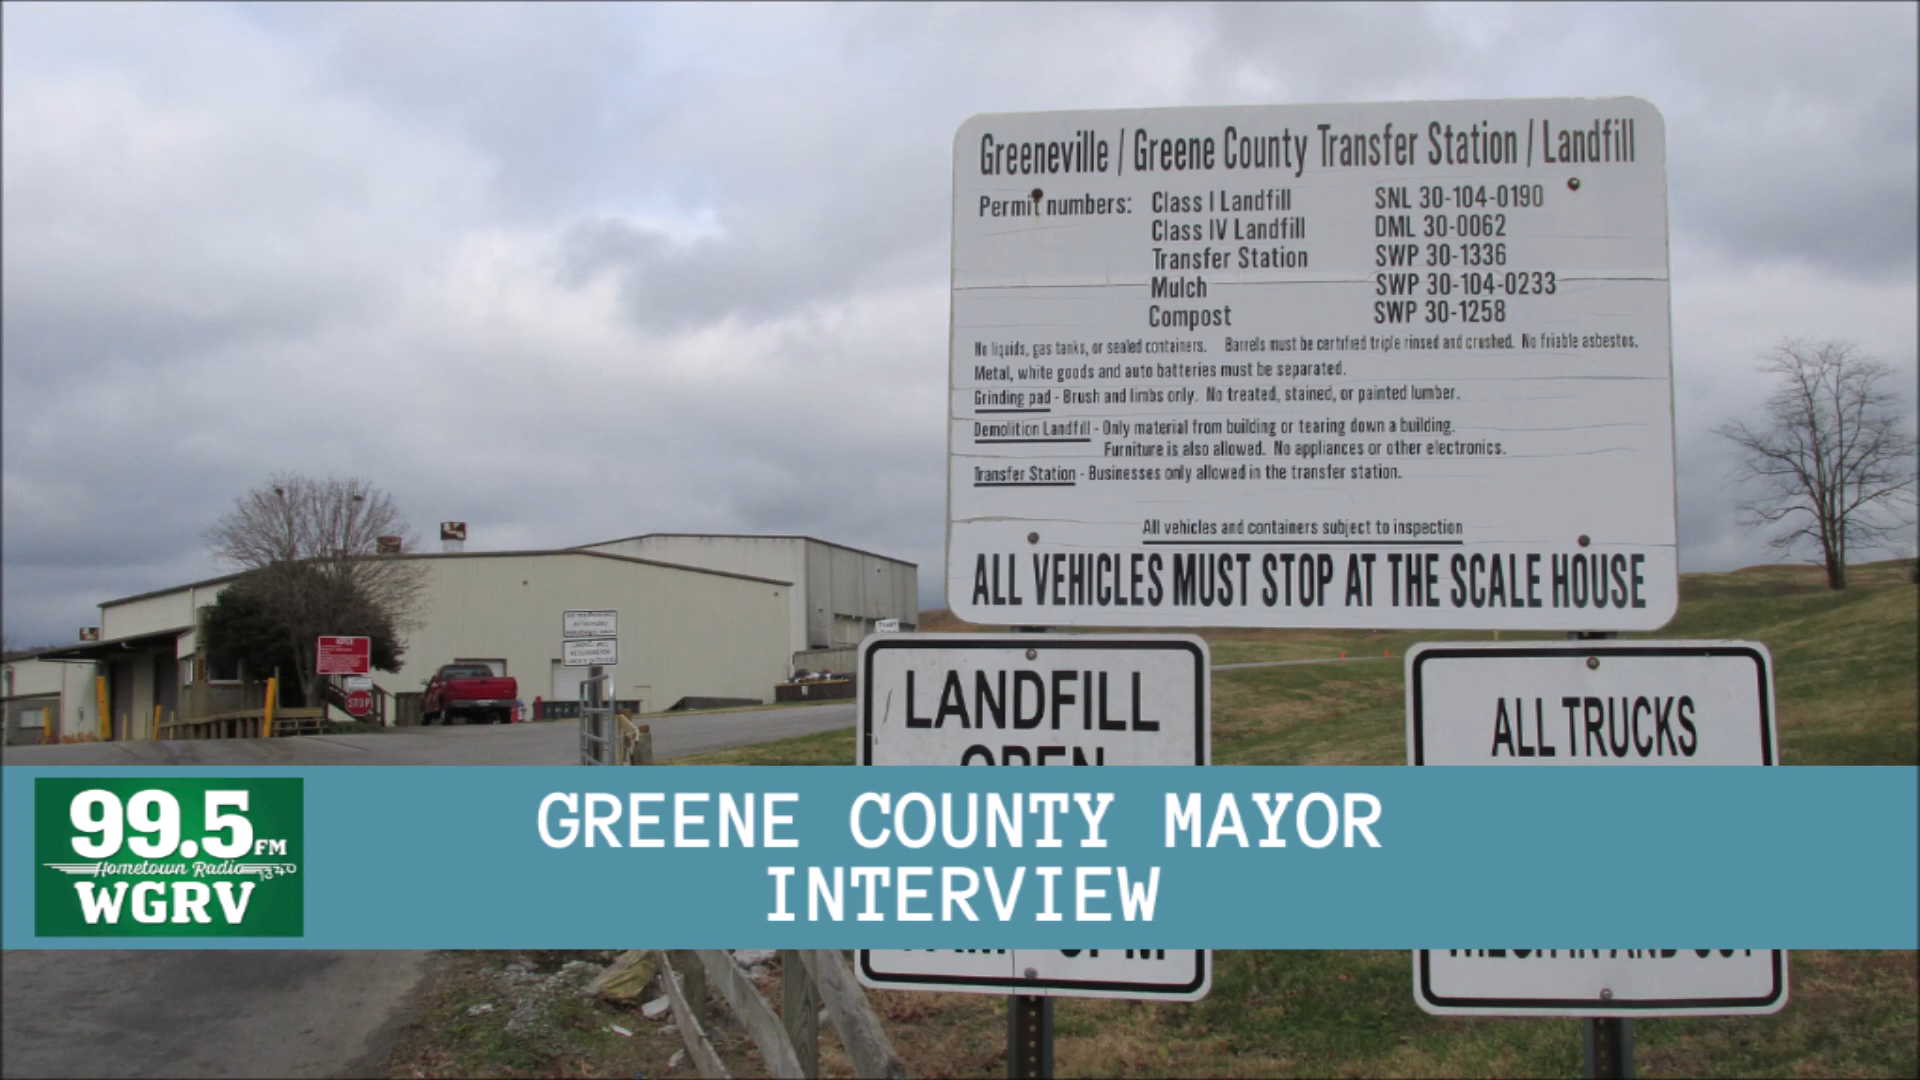 Greeneville / Greene County Transfer Station / Landfill
Permit numbers: Class I Landfill SNL 30-104-0190
Class IV Landfill DML 30-0062
Transfer Station SWP 30-1336
Mulch SWP 30-104-0233
Compost SWP 30-1258
No liquids, gas tanks, or sealed containers. Barrels must be certified triple rinsed and crushed. No friable asbestos.
Metal, white goods and auto batteries must be separated.
Grinding pad - Brush and limbs only. No treated, stained, or painted lumber.
Demolition Landfill - Only material from building or tearing down a building.
Furniture is also allowed. No appliances or other electronics.
Transfer Station - Businesses only allowed in the transfer station.
All vehicles and containers subject to inspection
ALL VEHICLES MUST STOP AT THE SCALE HOUSE
LANDFILL
OPEN
ALL TRUCKS
STOP
99.5 FM
Hometown Radio 1340
WGRV
GREENE COUNTY MAYOR
INTERVIEW